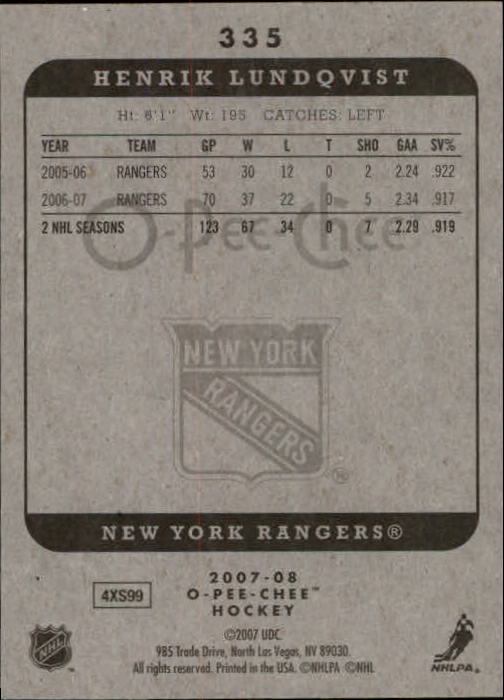 335
HENRIK LUNDQVIST
Ht: 6'1" Wt: 195 CATCHES: LEFT
YEAR TEAM GP W L T SHO GAA SV%
2005-06 RANGERS 53 30 12 0 2 2.24 .922
2006-07 RANGERS 70 37 22 0 5 2.34 .917
O-Pee-Chee
2 NHL SEASONS 123 67 34 0 7 2.29 .919
NEW YORK
RANGERS
NEW YORK RANGERS®
2007-08
4XS99 O-PEE-CHEE™
HOCKEY
©2007 UDC
985 Trade Drive, North Las Vegas, NV 89030.
All rights reserved. Printed in the USA. ©NHLPA ©NHL
NHL
NHLPA®